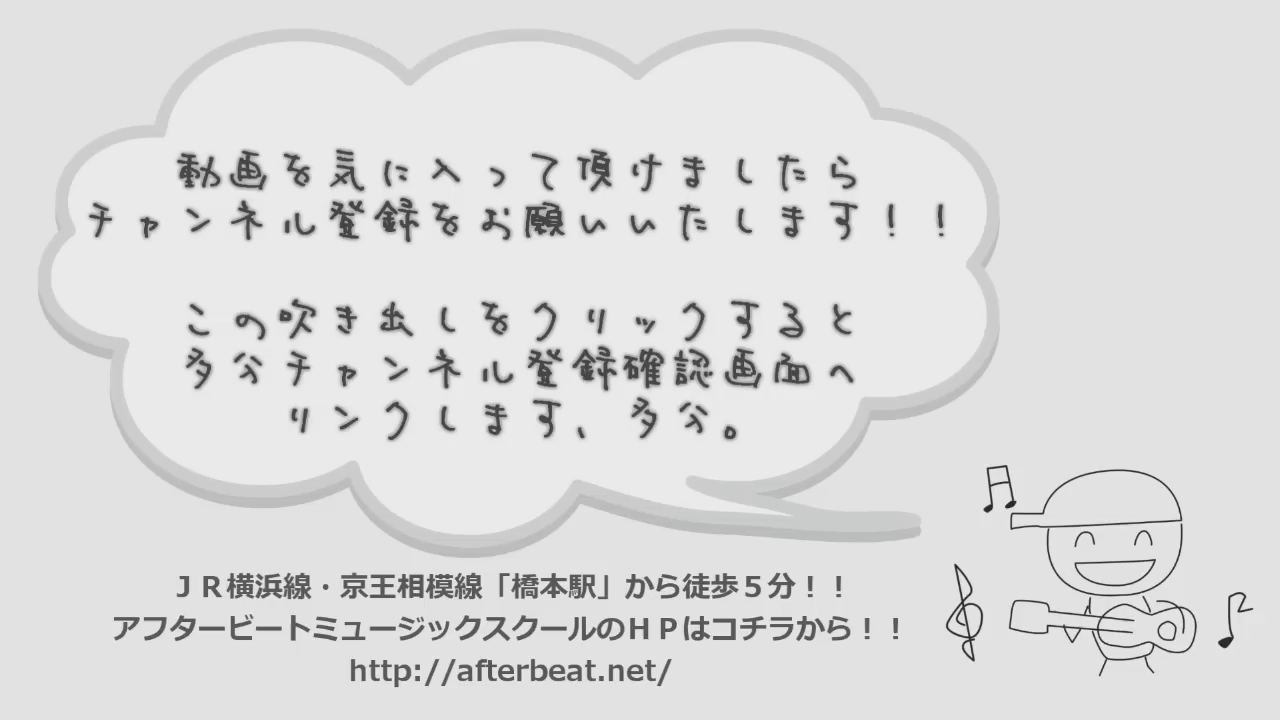 動画を気に入って頂けましたら
チャンネル登録をお願いいたします！！
この吹き出しをクリックすると
多分チャンネル登録確認画面へ
リンクします、多分。
ＪＲ横浜線・京王相模線「橋本駅」から徒歩５分！！
アフタービートミュージックスクールのＨＰはコチラから！！
http://afterbeat.net/